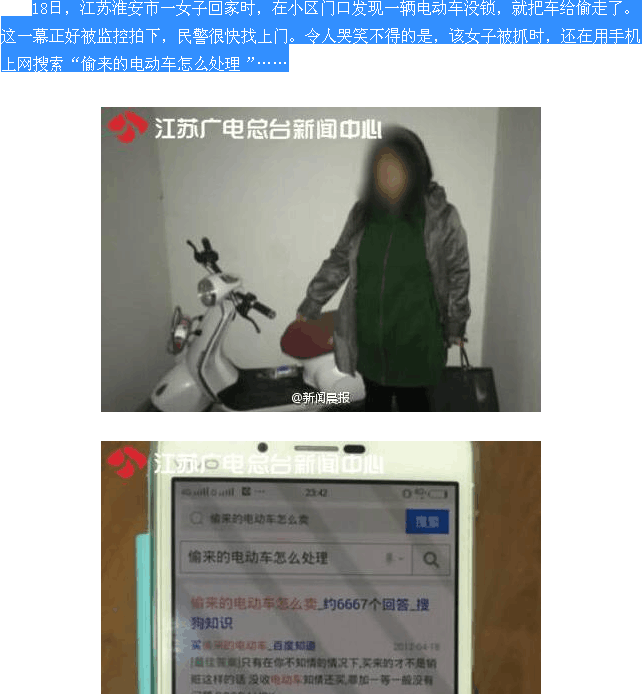 18日，江苏淮安市一女子回家时，在小区门口发现一辆电动车没锁，就把车给偷走了。
这一幕正好被监控拍下，民警很快找上门。令人哭笑不得的是，该女子被抓时，还在用手机
上网搜索“偷来的电动车怎么处理”……
江苏广电总台新闻中心
@新闻晨报
江苏广电总台新闻中心
vivo
4G 23:42
偷来的电动车怎么卖 搜索
偷来的电动车怎么处理
偷来的电动车怎么卖_约6667个回答_搜
狗知识
买偷来的电动车_百度知道 2012-04-19
[最佳答案]只有在你不知情的情况下,买来的才不是销
赃这样的话没收电动车知情还买,要加一等一般没有